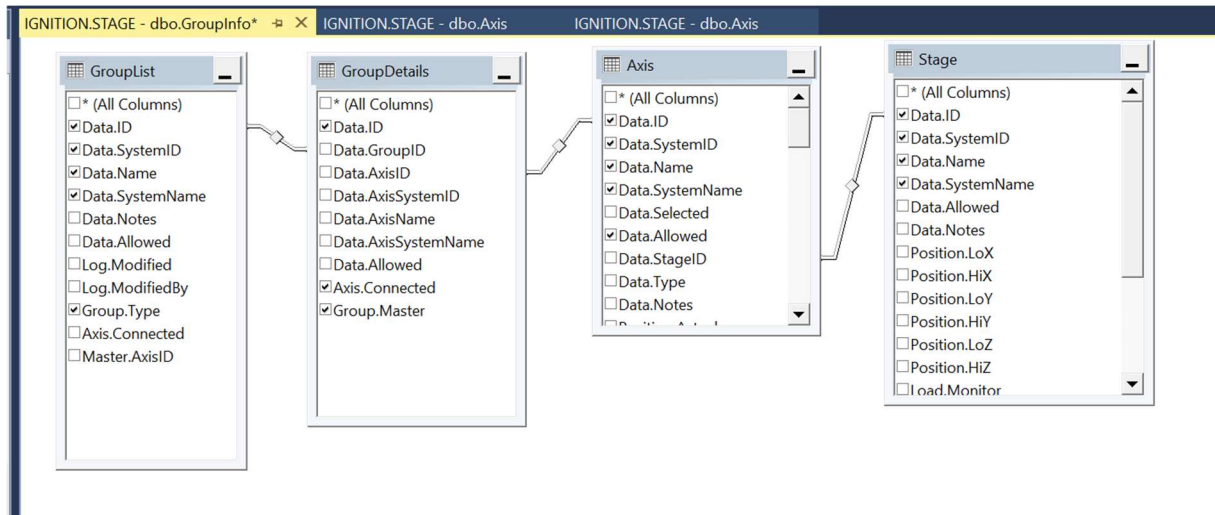 IGNITION.STAGE - dbo.GroupInfo*
IGNITION.STAGE - dbo.Axis
IGNITION.STAGE - dbo.Axis
GroupList
* (All Columns)
Data.ID
Data.SystemID
Data.Name
Data.SystemName
Data.Notes
Data.Allowed
Log.Modified
Log.ModifiedBy
Group.Type
Axis.Connected
Master.AxisID
GroupDetails
* (All Columns)
Data.ID
Data.GroupID
Data.AxisID
Data.AxisSystemID
Data.AxisName
Data.AxisSystemName
Data.Allowed
Axis.Connected
Group.Master
Axis
* (All Columns)
Data.ID
Data.SystemID
Data.Name
Data.SystemName
Data.Selected
Data.Allowed
Data.StageID
Data.Type
Data.Notes
Stage
* (All Columns)
Data.ID
Data.SystemID
Data.Name
Data.SystemName
Data.Allowed
Data.Notes
Position.LoX
Position.HiX
Position.LoY
Position.HiY
Position.LoZ
Position.HiZ
Load.Monitor